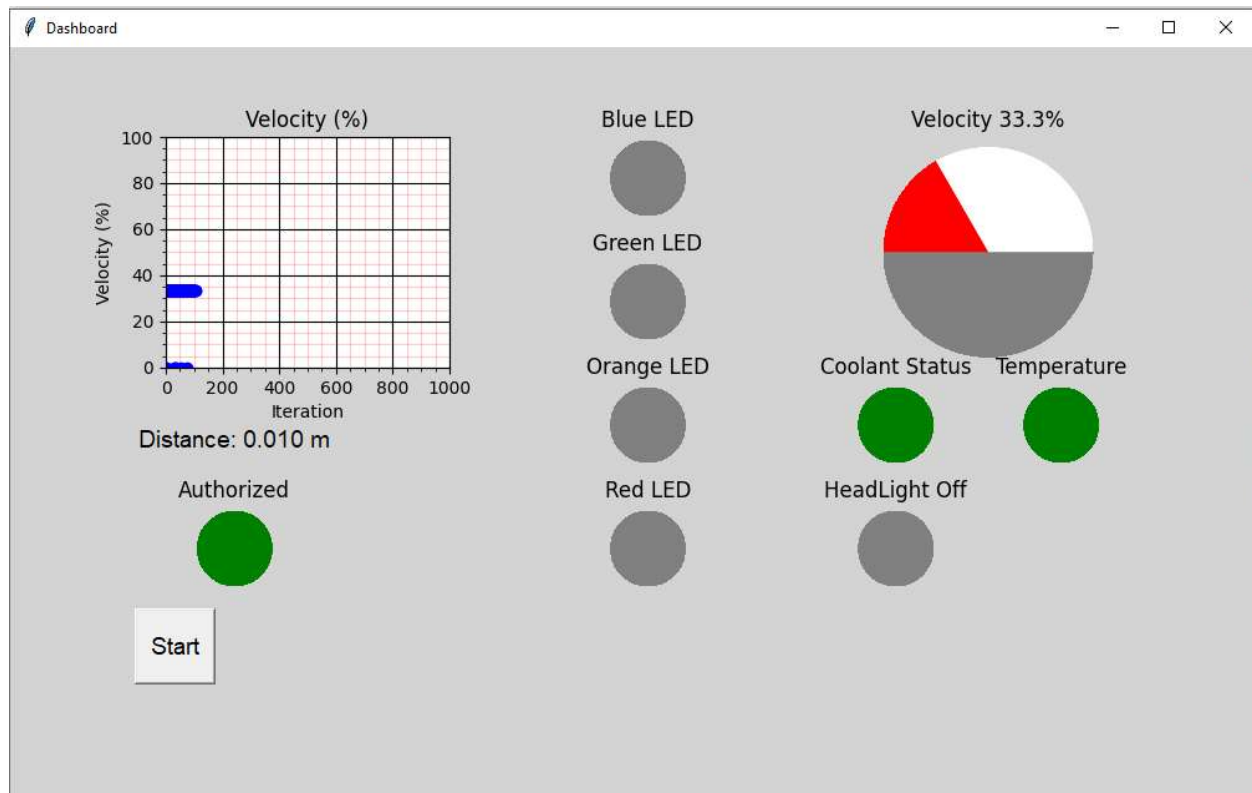 Dashboard
Velocity (%)
100
80
60
40
20
0
Velocity (%)
0 200 400 600 800 1000
Iteration
Distance: 0.010 m
Authorized
Start
Blue LED
Green LED
Orange LED
Red LED
Velocity 33.3%
Coolant Status Temperature
HeadLight Off